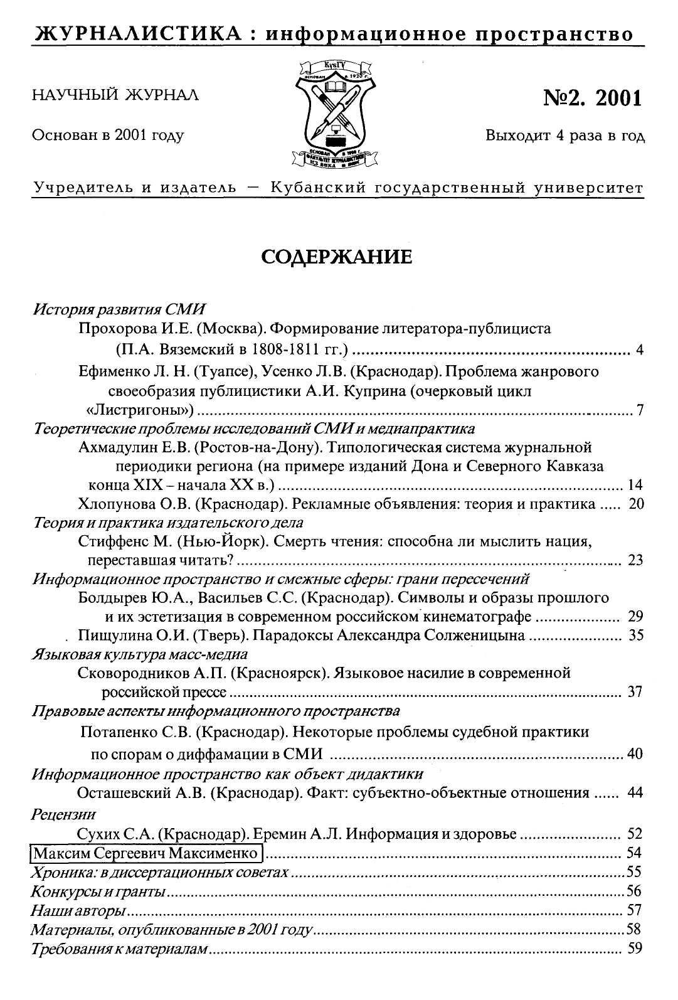 ЖУРНАЛИСТИКА : информационное пространство
НАУЧНЫЙ ЖУРНАЛ
Основан в 2001 году
КубГУ
ОСНОВАН В 1920 г.
ОСНОВАН В
ФАКУЛЬТЕТ ЖУРНАЛИСТИКИ
ИЗ ВЕКА В
№2. 2001
Выходит 4 раза в год
Учредитель и издатель — Кубанский государственный университет
СОДЕРЖАНИЕ
История развития СМИ
Прохорова И.Е. (Москва). Формирование литератора-публициста
(П.А. Вяземский в 1808-1811 гг.) ........ 4
Ефименко Л. Н. (Туапсе), Усенко Л.В. (Краснодар). Проблема жанрового
своеобразия публицистики А.И. Куприна (очерковый цикл
«Листригоны») ........ 7
Теоретические проблемы исследований СМИ и медиапрактика
Ахмадулин Е.В. (Ростов-на-Дону). Типологическая система журнальной
периодики региона (на примере изданий Дона и Северного Кавказа
конца XIX – начала XX в.) ........ 14
Хлопунова О.В. (Краснодар). Рекламные объявления: теория и практика ..... 20
Теория и практика издательского дела
Стиффенс М. (Нью-Йорк). Смерть чтения: способна ли мыслить нация,
переставшая читать? ........ 23
Информационное пространство и смежные сферы: грани пересечений
Болдырев Ю.А., Васильев С.С. (Краснодар). Символы и образы прошлого
и их эстетизация в современном российском кинематографе ........ 29
Пищулина О.И. (Тверь). Парадоксы Александра Солженицына ........ 35
Языковая культура масс-медиа
Сковородников А.П. (Красноярск). Языковое насилие в современной
российской прессе ........ 37
Правовые аспекты информационного пространства
Потапенко С.В. (Краснодар). Некоторые проблемы судебной практики
по спорам о диффамации в СМИ ........ 40
Информационное пространство как объект дидактики
Осташевский А.В. (Краснодар). Факт: субъектно-объектные отношения ...... 44
Рецензии
Сухих С.А. (Краснодар). Еремин А.Л. Информация и здоровье ........ 52
Максим Сергеевич Максименко ........ 54
Хроника: в диссертационных советах ........ 55
Конкурсы и гранты ........ 56
Наши авторы ........ 57
Материалы, опубликованные в 2001 году ........ 58
Требования к материалам ........ 59